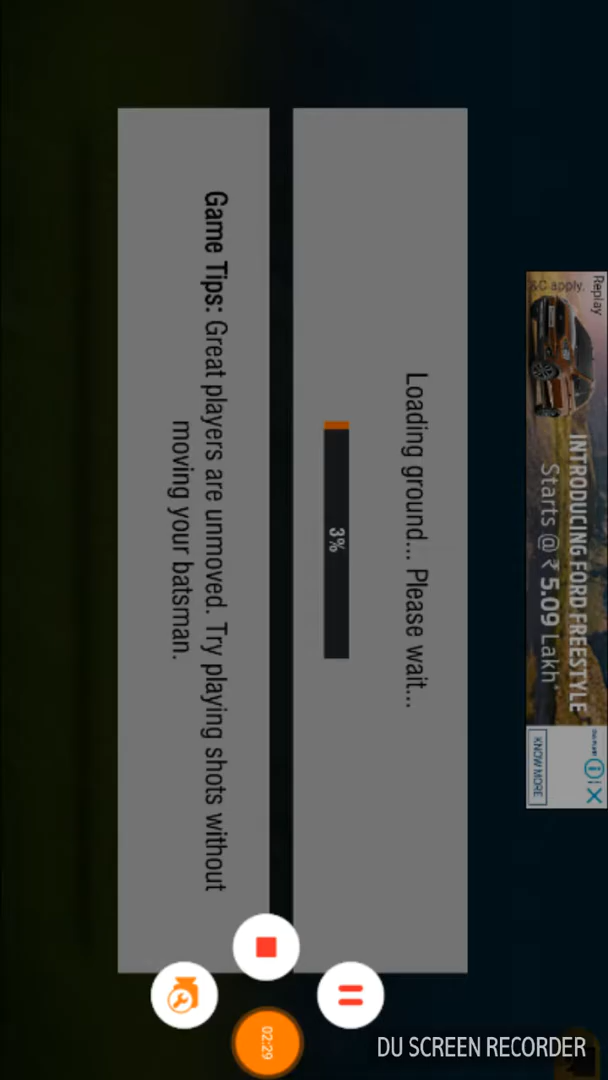 Replay
&C apply.
INTRODUCING FORD FREESTYLE
Starts @ ₹ 5.09 Lakh*
KNOW MORE
Loading ground... Please wait...
3%
Game Tips: Great players are unmoved. Try playing shots without
moving your batsman.
02:29
DU SCREEN RECORDER